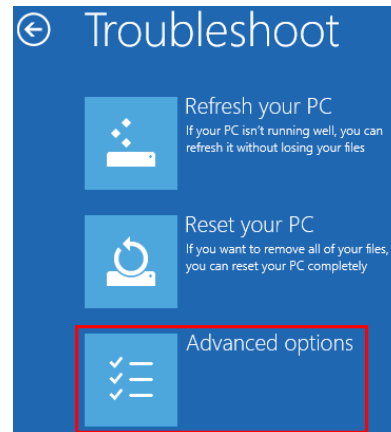 Troubleshoot
Refresh your PC
If your PC isn't running well, you can
refresh it without losing your files
Reset your PC
If you want to remove all of your files,
you can reset your PC completely
Advanced options